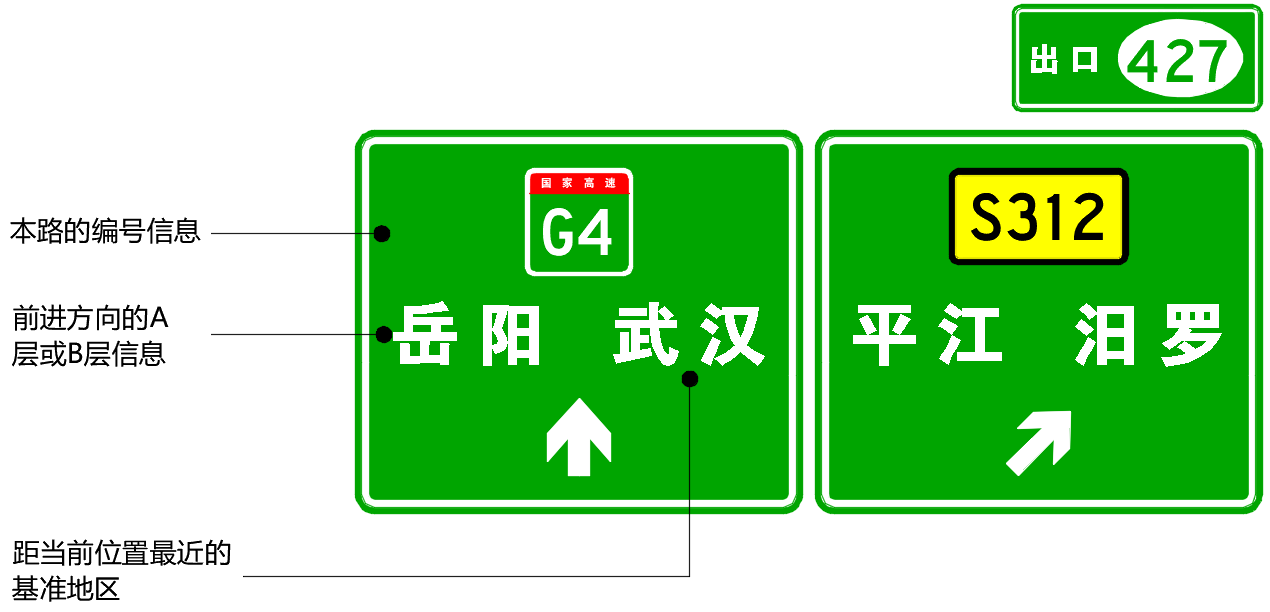 出口 427
国家高速
G4
S312
本路的编号信息
前进方向的A
层或B层信息
岳阳 武汉
平江 汨罗
距当前位置最近的
基准地区